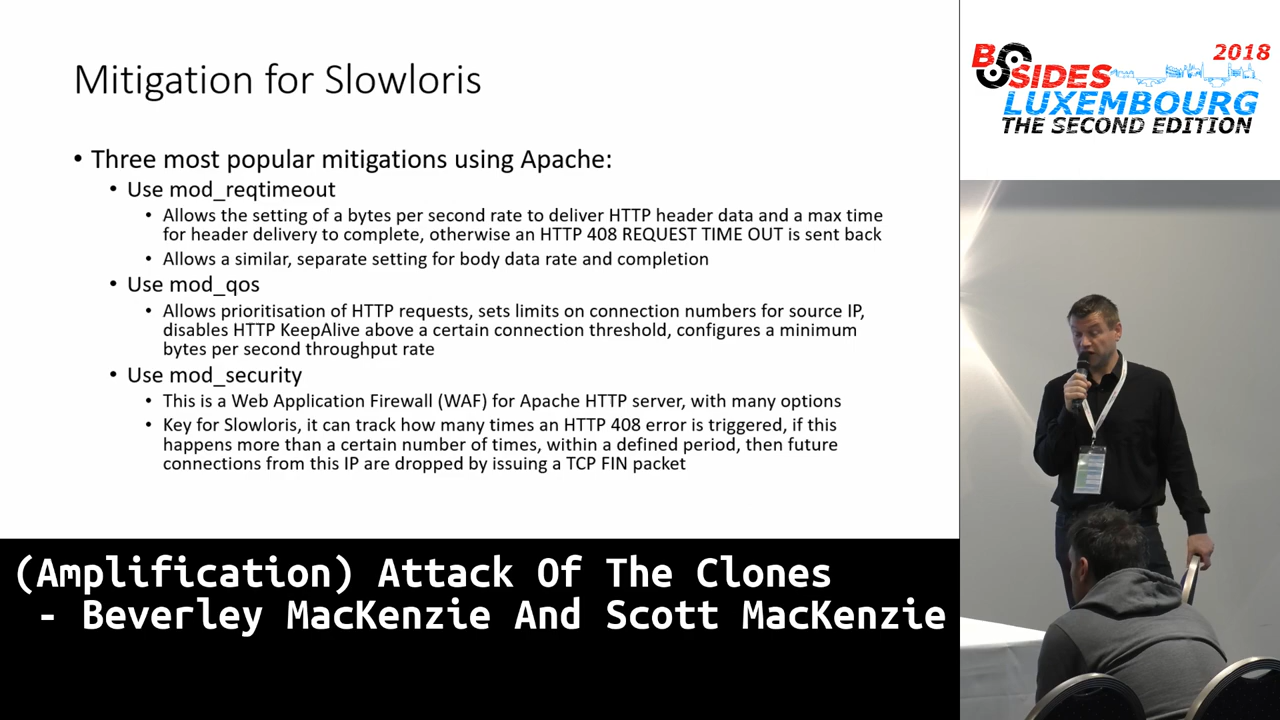 Mitigation for Slowloris
• Three most popular mitigations using Apache:
• Use mod_reqtimeout
• Allows the setting of a bytes per second rate to deliver HTTP header data and a max time
for header delivery to complete, otherwise an HTTP 408 REQUEST TIME OUT is sent back
• Allows a similar, separate setting for body data rate and completion
• Use mod_qos
• Allows prioritisation of HTTP requests, sets limits on connection numbers for source IP,
disables HTTP KeepAlive above a certain connection threshold, configures a minimum
bytes per second throughput rate
• Use mod_security
• This is a Web Application Firewall (WAF) for Apache HTTP server, with many options
• Key for Slowloris, it can track how many times an HTTP 408 error is triggered, if this
happens more than a certain number of times, within a defined period, then future
connections from this IP are dropped by issuing a TCP FIN packet
2018
BSIDES
LUXEMBOURG
THE SECOND EDITION
(Amplification) Attack Of The Clones
- Beverley MacKenzie And Scott MacKenzie